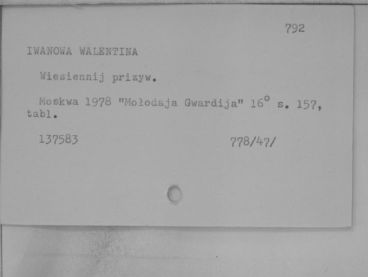 792
IWANOWA WALENTINA
Wiesiennij prizyw.
Moskwa 1978 "Mołodaja Gwardija" 16° s. 157,
tabl.
137583 778/47/